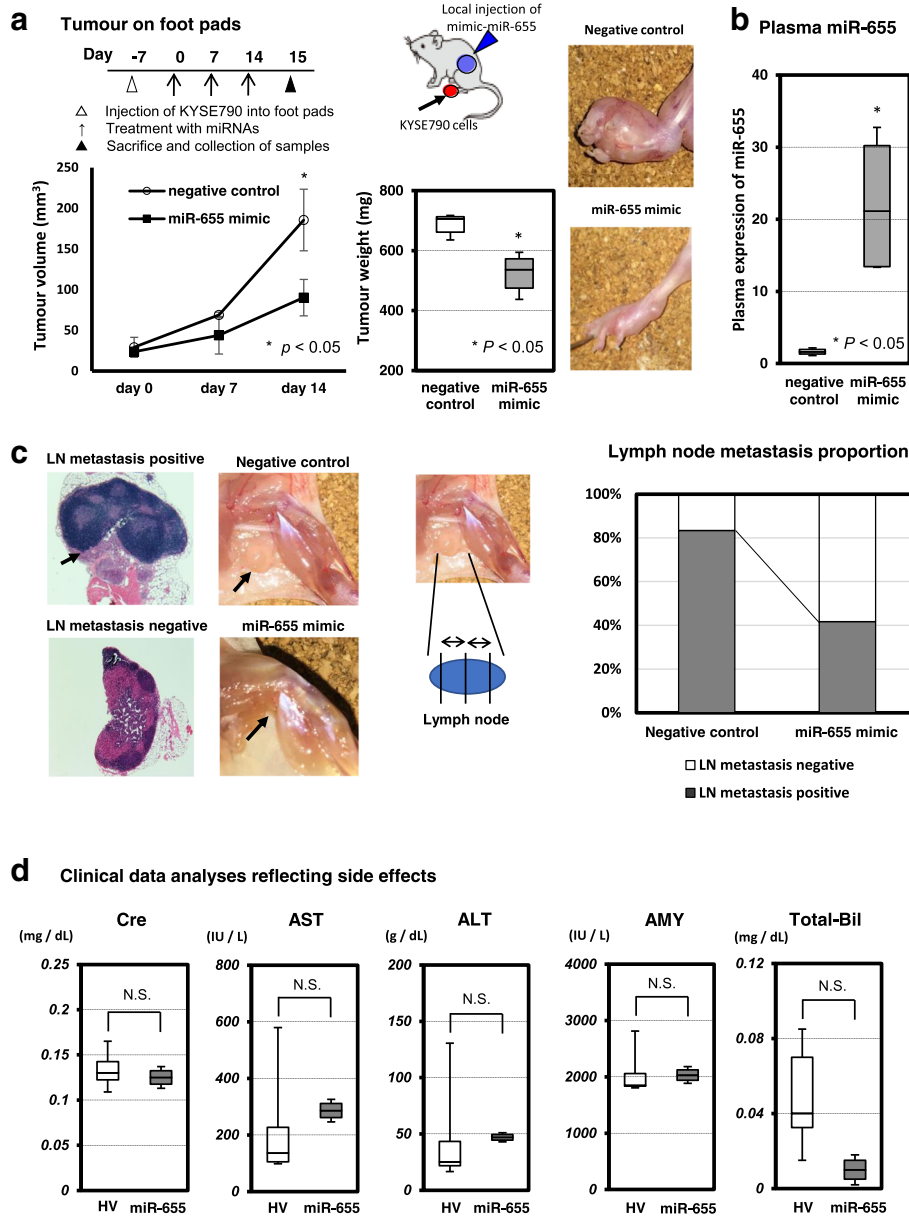 a Tumour on foot pads
Day -7 0 7 14 15
△ Injection of KYSE790 into foot pads
↑ Treatment with miRNAs
▲ Sacrifice and collection of samples
Local injection of
mimic-miR-655
KYSE790 cells
Tumour volume (mm³)
250
200
150
100
50
0
negative control
miR-655 mimic
*
* p < 0.05
day 0 day 7 day 14
Tumour weight (mg)
800
600
400
200
*
* P < 0.05
negative control
miR-655 mimic
Negative control
miR-655 mimic
b Plasma miR-655
Plasma expression of miR-655
40
30
20
10
0
*
* P < 0.05
negative control
miR-655 mimic
c
LN metastasis positive
Negative control
LN metastasis negative
miR-655 mimic
Lymph node
Lymph node metastasis proportion
100%
80%
60%
40%
20%
0%
Negative control miR-655 mimic
LN metastasis negative
LN metastasis positive
d Clinical data analyses reflecting side effects
Cre
(mg / dL)
0.25
0.2
0.15
0.1
0.05
0
N.S.
HV miR-655
AST
(IU / L)
800
600
400
200
0
N.S.
HV miR-655
ALT
(g / dL)
200
150
100
50
0
N.S.
HV miR-655
AMY
(IU / L)
4000
3000
2000
1000
0
N.S.
HV miR-655
Total-Bil
(mg / dL)
0.12
0.08
0.04
0
N.S.
HV miR-655